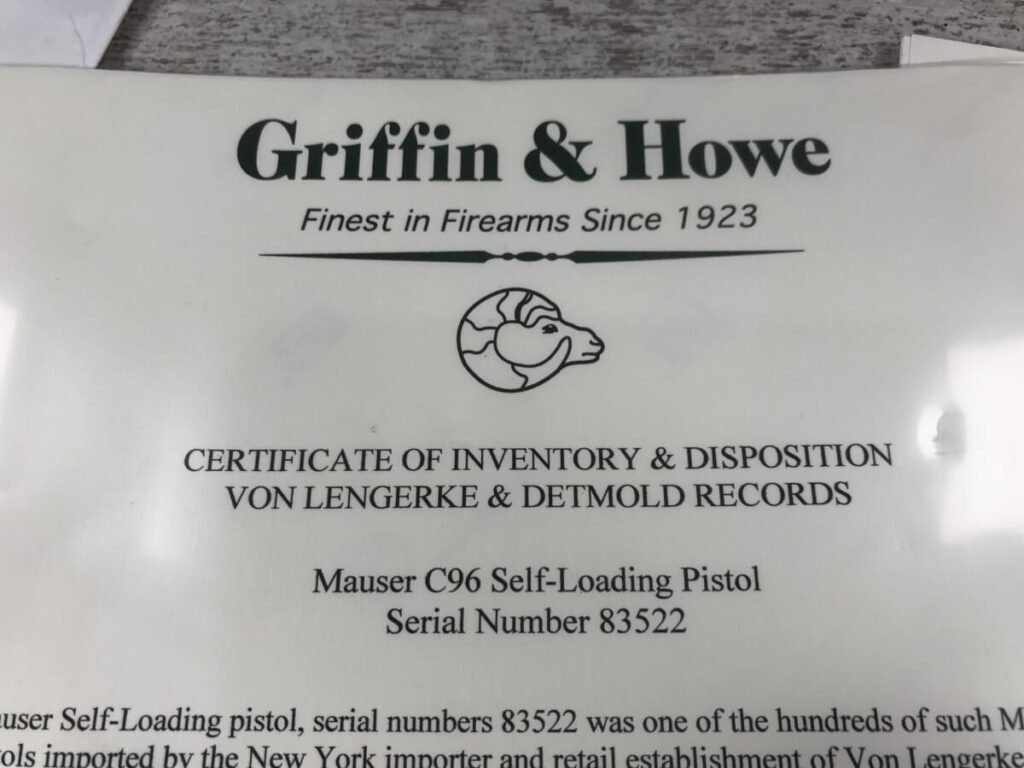 Griffin & Howe
Finest in Firearms Since 1923
CERTIFICATE OF INVENTORY & DISPOSITION
VON LENGERKE & DETMOLD RECORDS
Mauser C96 Self-Loading Pistol
Serial Number 83522
auser Self-Loading pistol, serial numbers 83522 was one of the hundreds of such M
tols imported by the New York importer and retail establishment of Von Lengerke